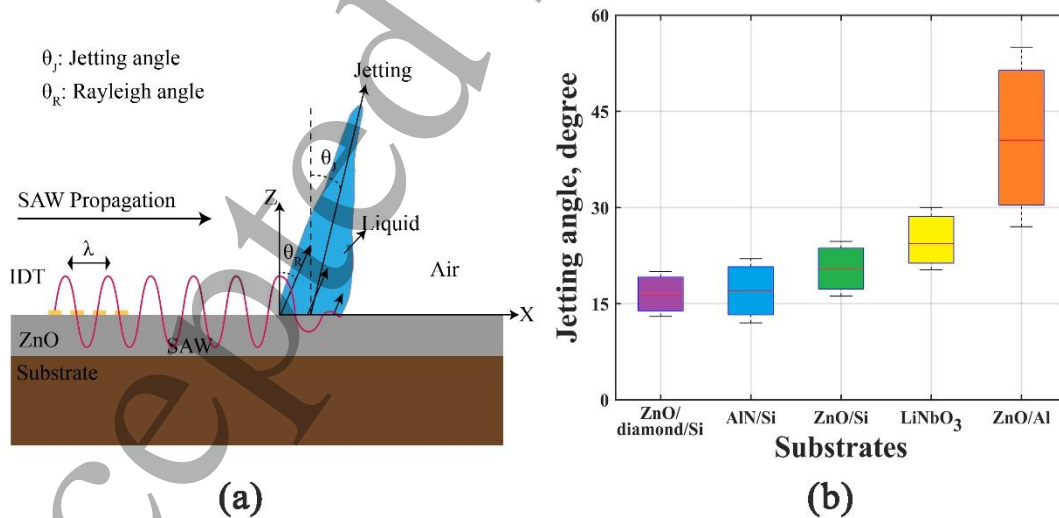 θJ: Jetting angle
θR: Rayleigh angle
Jetting
θJ
SAW Propagation
Z
Liquid
θR
λ
Air
IDT
X
ZnO
SAW
Substrate
(a)
60
45
30
15
0
Jetting angle, degree
ZnO/
diamond/Si
AlN/Si
ZnO/Si
LiNbO3
ZnO/Al
Substrates
(b)
cepted